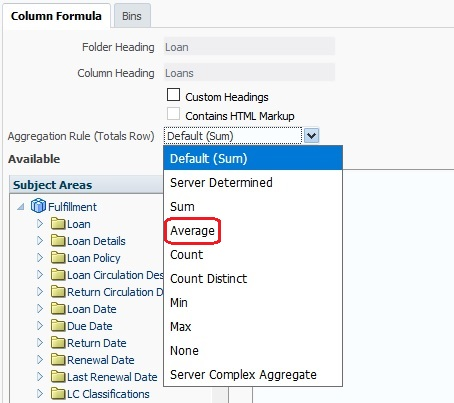 Column Formula
Bins
Folder Heading
Loan
Column Heading
Loans
Custom Headings
Contains HTML Markup
Aggregation Rule (Totals Row)
Default (Sum)
Default (Sum)
Server Determined
Sum
Average
Count
Count Distinct
Min
Max
None
Server Complex Aggregate
Available
Subject Areas
Fulfillment
Loan
Loan Details
Loan Policy
Loan Circulation Des
Return Circulation D
Loan Date
Due Date
Return Date
Renewal Date
Last Renewal Date
LC Classifications